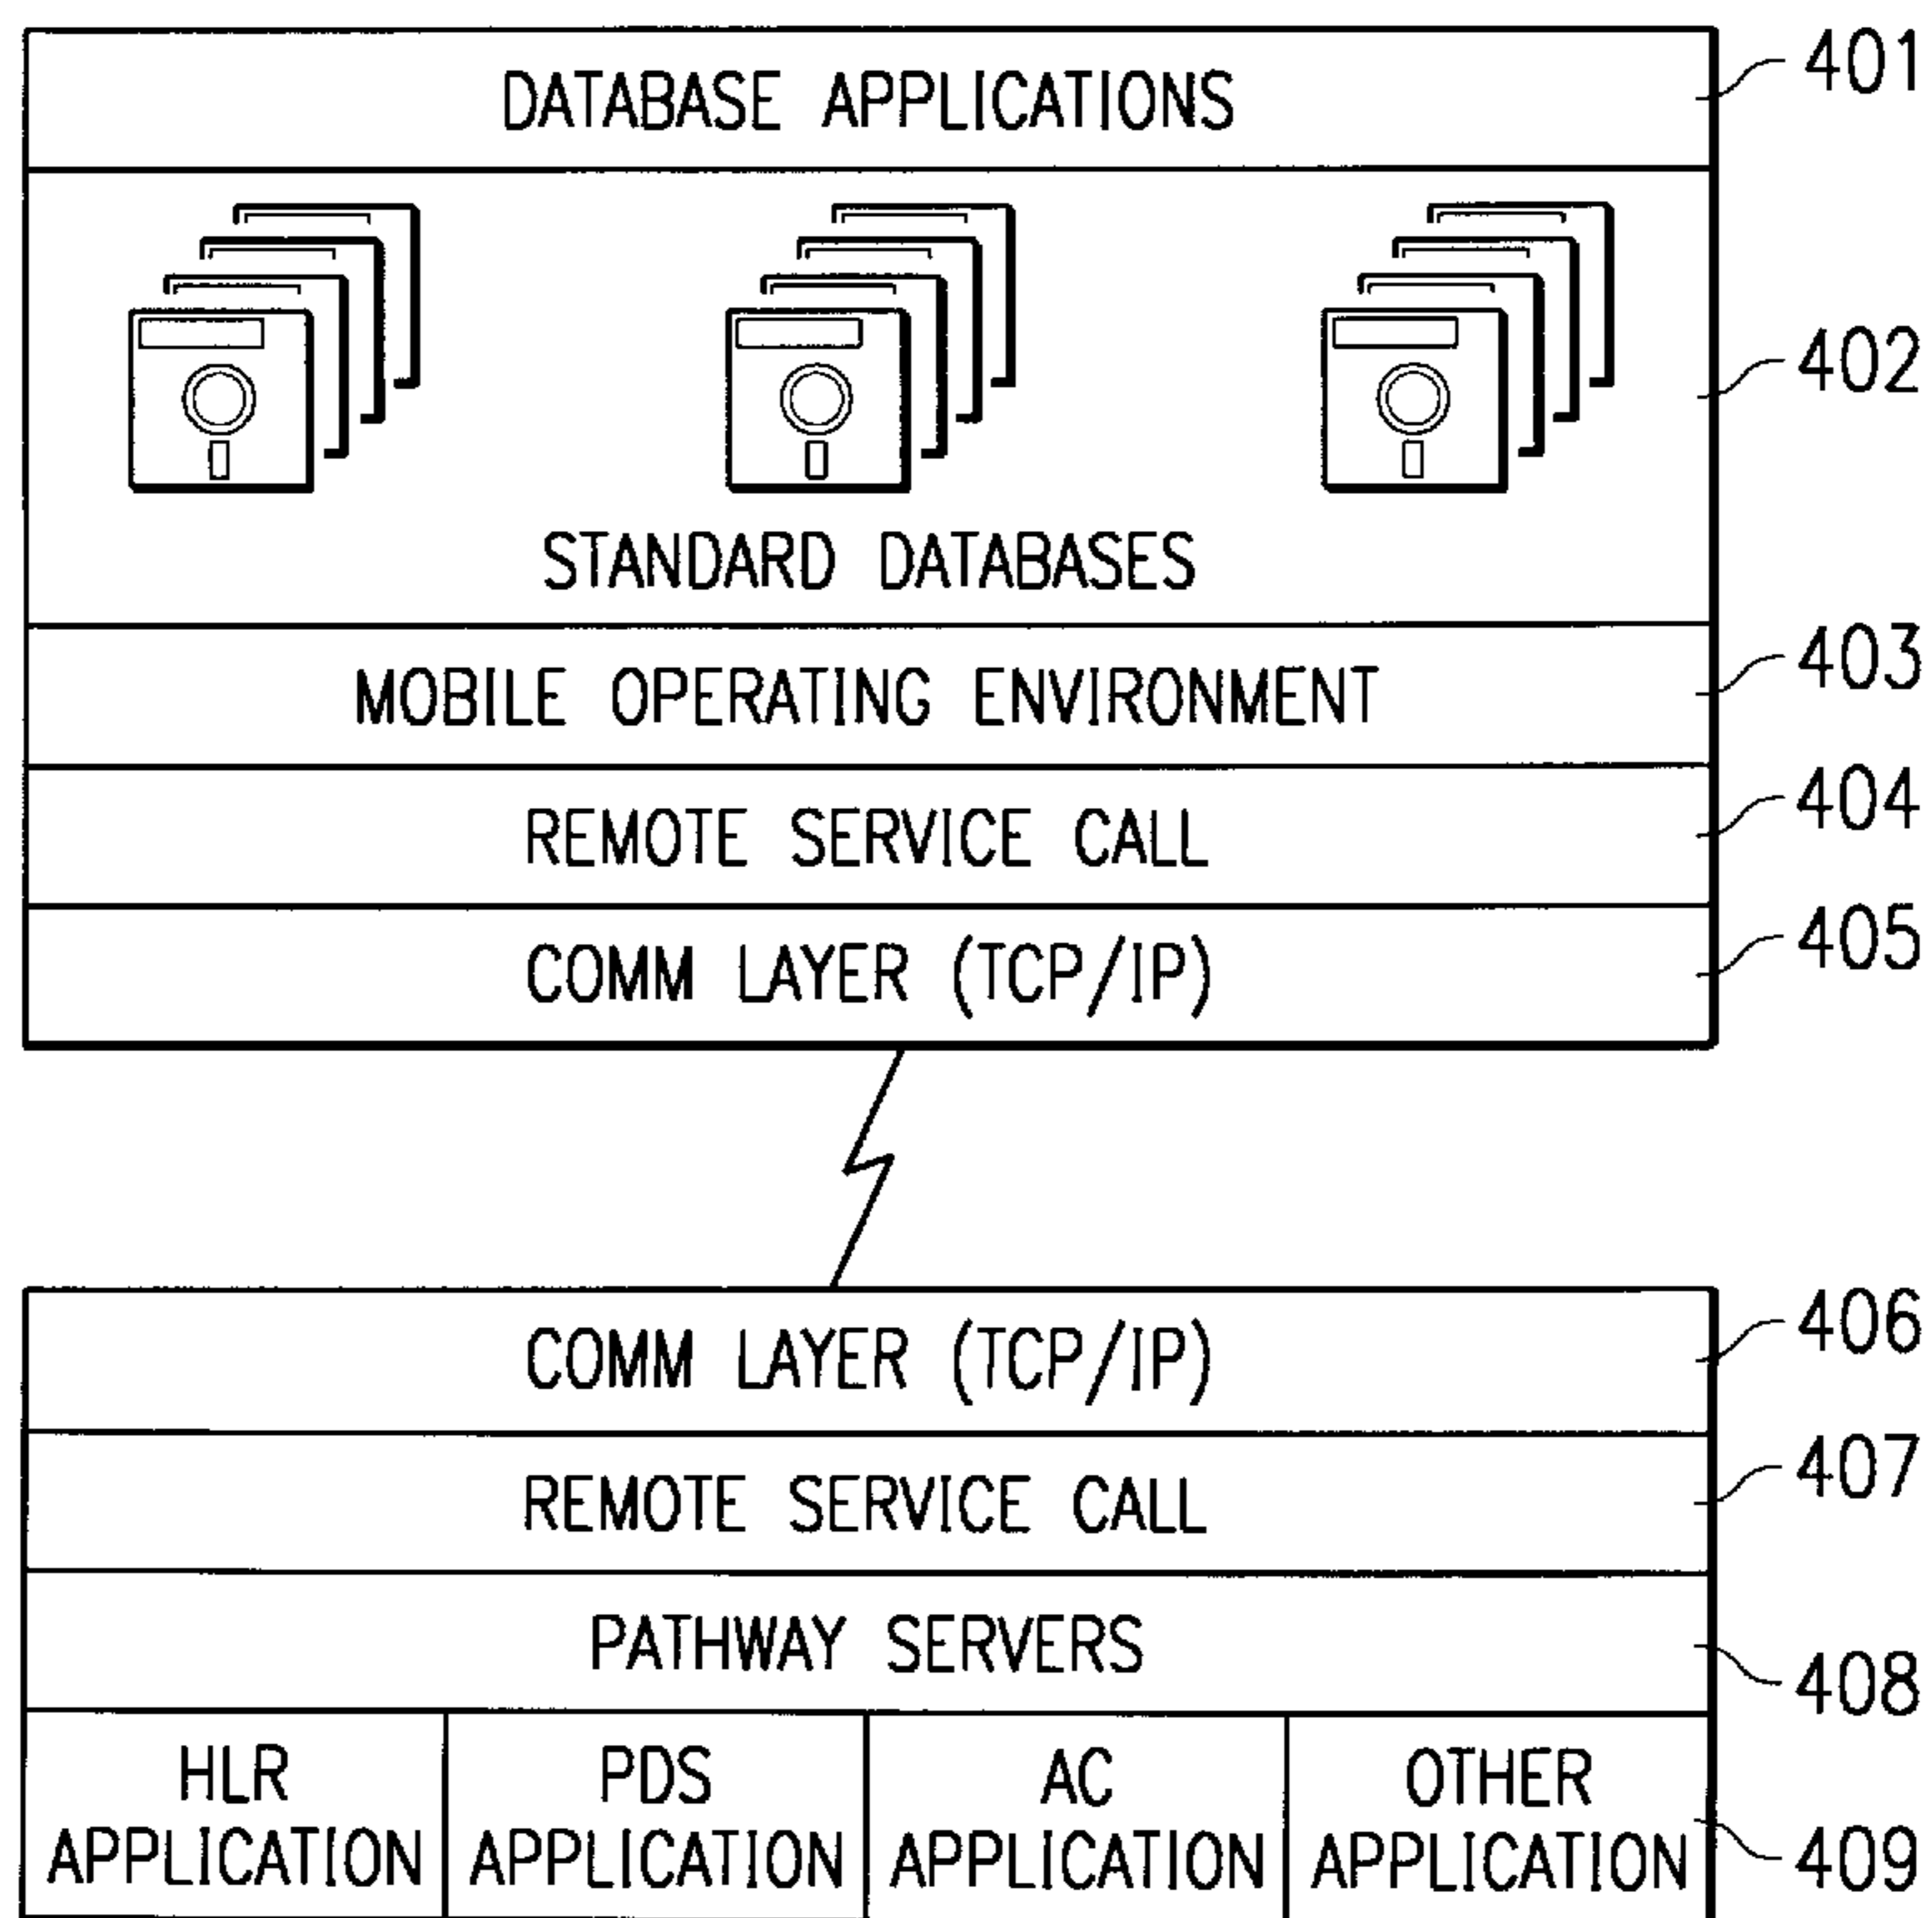 DATABASE APPLICATIONS
401
402
STANDARD DATABASES
MOBILE OPERATING ENVIRONMENT
403
REMOTE SERVICE CALL
404
COMM LAYER (TCP/IP)
405
COMM LAYER (TCP/IP)
406
REMOTE SERVICE CALL
407
PATHWAY SERVERS
408
HLR
APPLICATION
PDS
APPLICATION
AC
APPLICATION
OTHER
APPLICATION
409